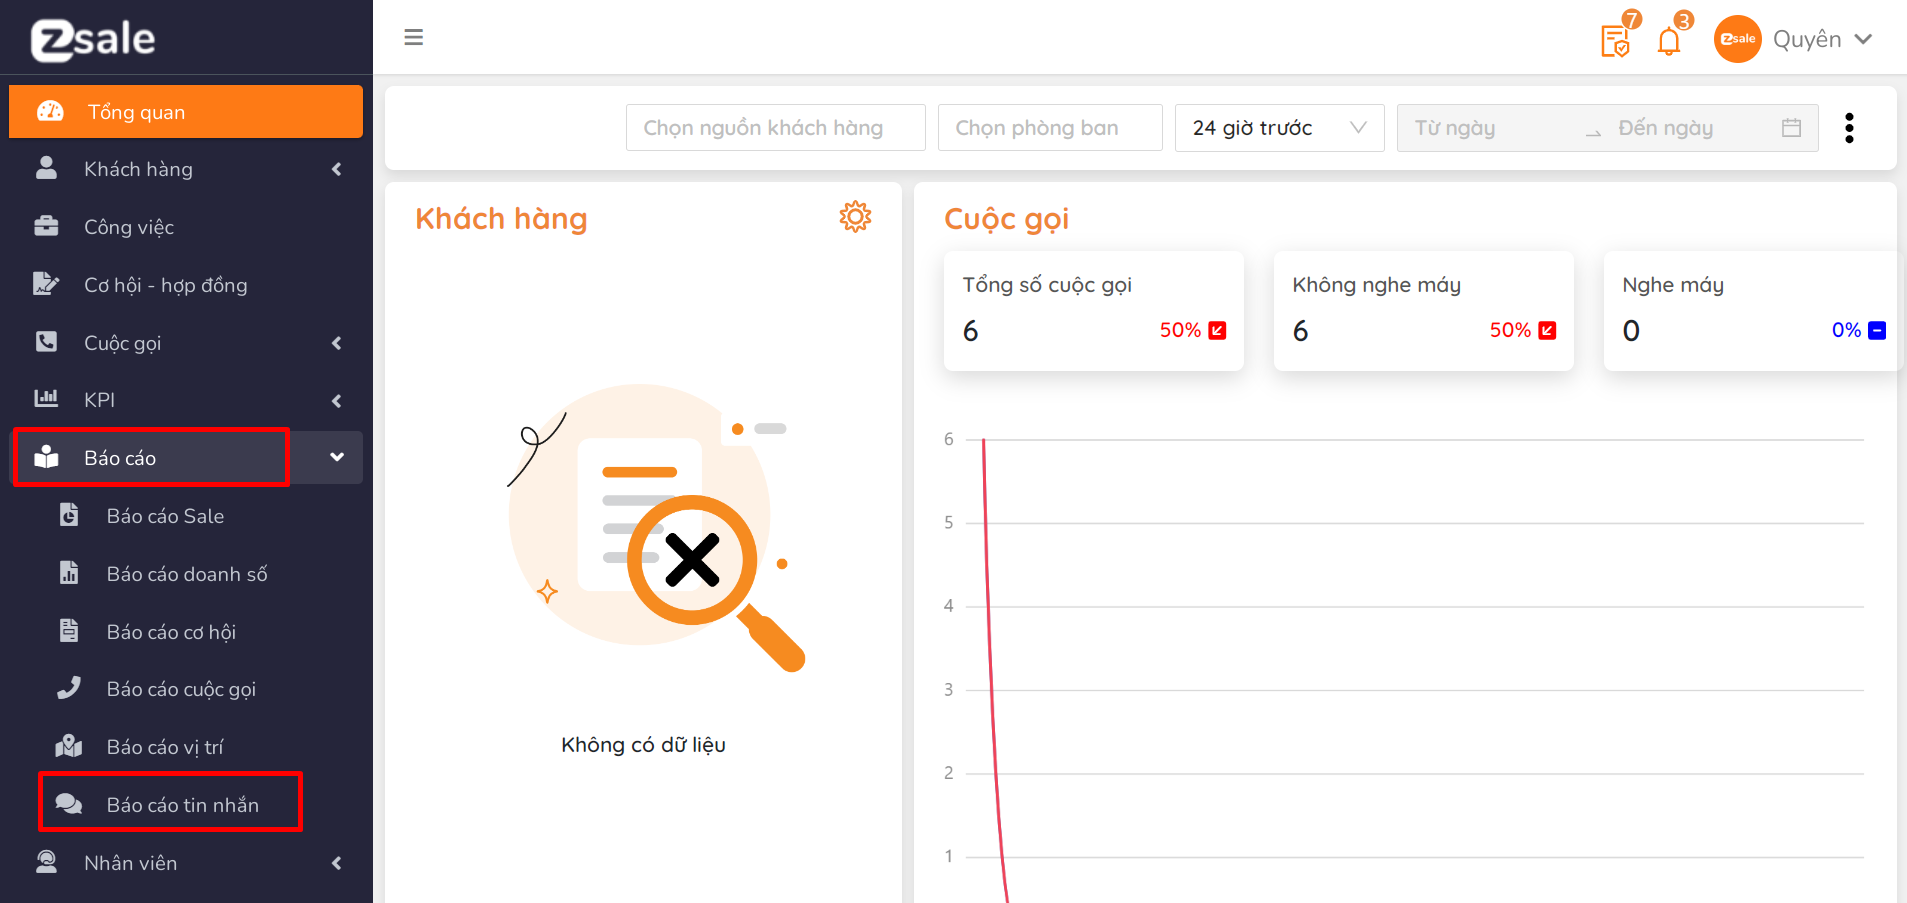 zsale
Tổng quan
Khách hàng
Công việc
Cơ hội - hợp đồng
Cuộc gọi
KPI
Báo cáo
Báo cáo Sale
Báo cáo doanh số
Báo cáo cơ hội
Báo cáo cuộc gọi
Báo cáo vị trí
Báo cáo tin nhắn
Nhân viên
7
3
zsale
Quyên
Chọn nguồn khách hàng
Chọn phòng ban
24 giờ trước
Từ ngày
Đến ngày
Khách hàng
Không có dữ liệu
Cuộc gọi
Tổng số cuộc gọi
6 50%
Không nghe máy
6 50%
Nghe máy
0 0%
6
5
4
3
2
1